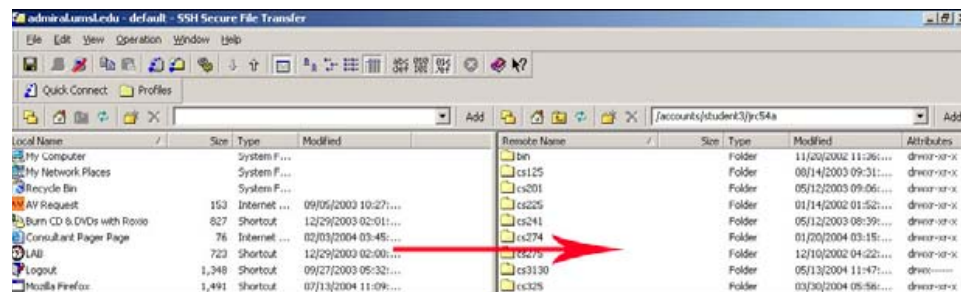 admiral.umsl.edu - default - SSH Secure File Transfer
File Edit View Operation Window Help
Quick Connect Profiles
Add /accounts/student3/jrc54a Add
Local Name / Size Type Modified Remote Name / Size Type Modified Attributes
My Computer System F... bin Folder 11/20/2002 11:36:... drwxr-xr-x
My Network Places System F... cs125 Folder 08/14/2003 09:31:... drwxr-xr-x
Recycle Bin System F... cs201 Folder 05/12/2003 09:06:... drwxr-xr-x
AV Request 153 Internet ... 09/05/2003 10:27:... cs225 Folder 01/14/2002 01:52:... drwxr-xr-x
Burn CD & DVDs with Roxio 827 Shortcut 12/29/2003 02:01:... cs241 Folder 05/12/2003 08:39:... drwxr-xr-x
Consultant Pager Page 76 Internet ... 02/03/2004 03:45:... cs274 Folder 01/20/2004 03:15:... drwxr-xr-x
LAB 723 Shortcut 12/29/2003 02:00:... cs275 Folder 12/10/2002 04:22:... drwxr-xr-x
Logout 1,348 Shortcut 09/27/2003 05:32:... cs3130 Folder 05/13/2004 11:47:... drwx------
Mozilla Firefox 1,491 Shortcut 07/13/2004 11:09:... cs325 Folder 03/30/2004 05:56:... drwxr-xr-x